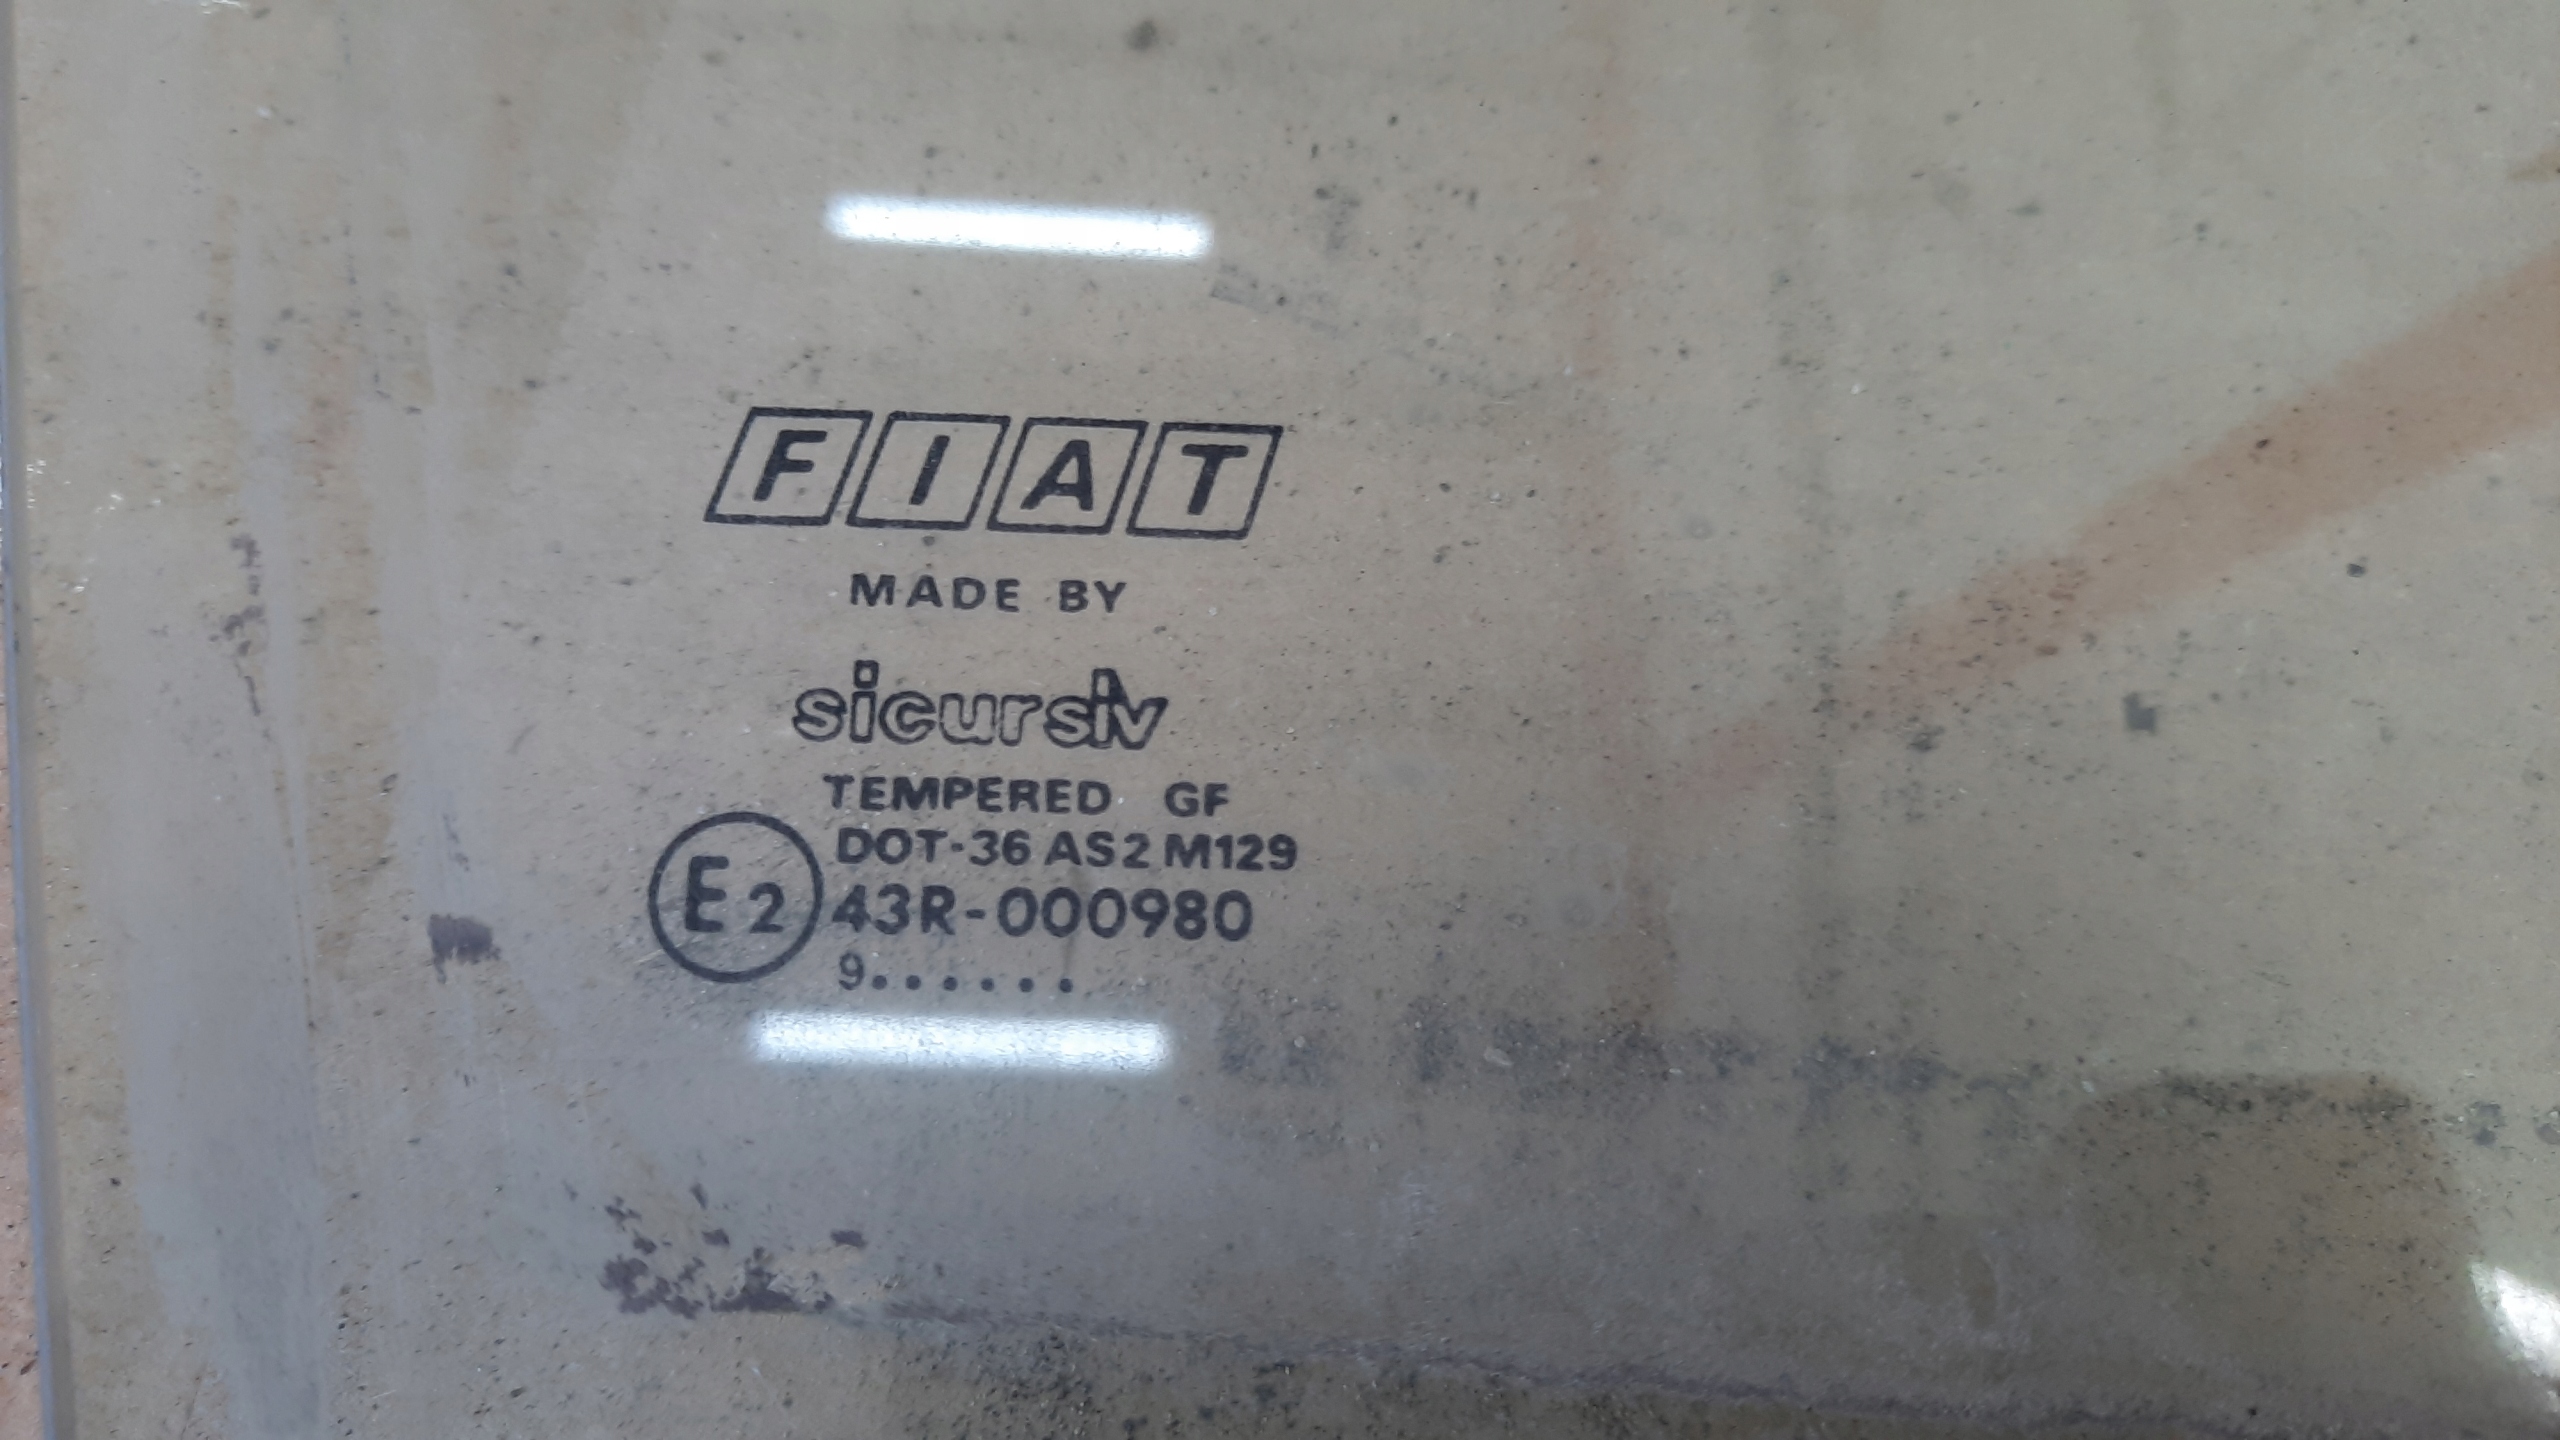 FIAT
MADE BY
sicursiv
TEMPERED GF
DOT-36 AS2 M129
E2 43R-000980
9......